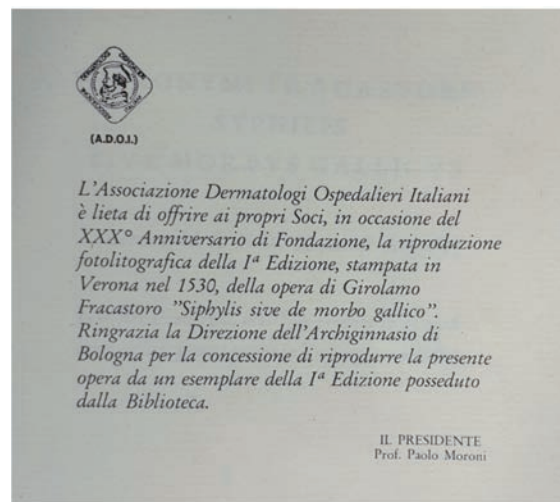 (A.D.O.I.)
L'Associazione Dermatologi Ospedalieri Italiani
è lieta di offrire ai propri Soci, in occasione del
XXX° Anniversario di Fondazione, la riproduzione
fotolitografica della Iª Edizione, stampata in
Verona nel 1530, della opera di Girolamo
Fracastoro "Siphylis sive de morbo gallico".
Ringrazia la Direzione dell'Archiginnasio di
Bologna per la concessione di riprodurre la presente
opera da un esemplare della Iª Edizione posseduto
dalla Biblioteca.
IL PRESIDENTE
Prof. Paolo Moroni